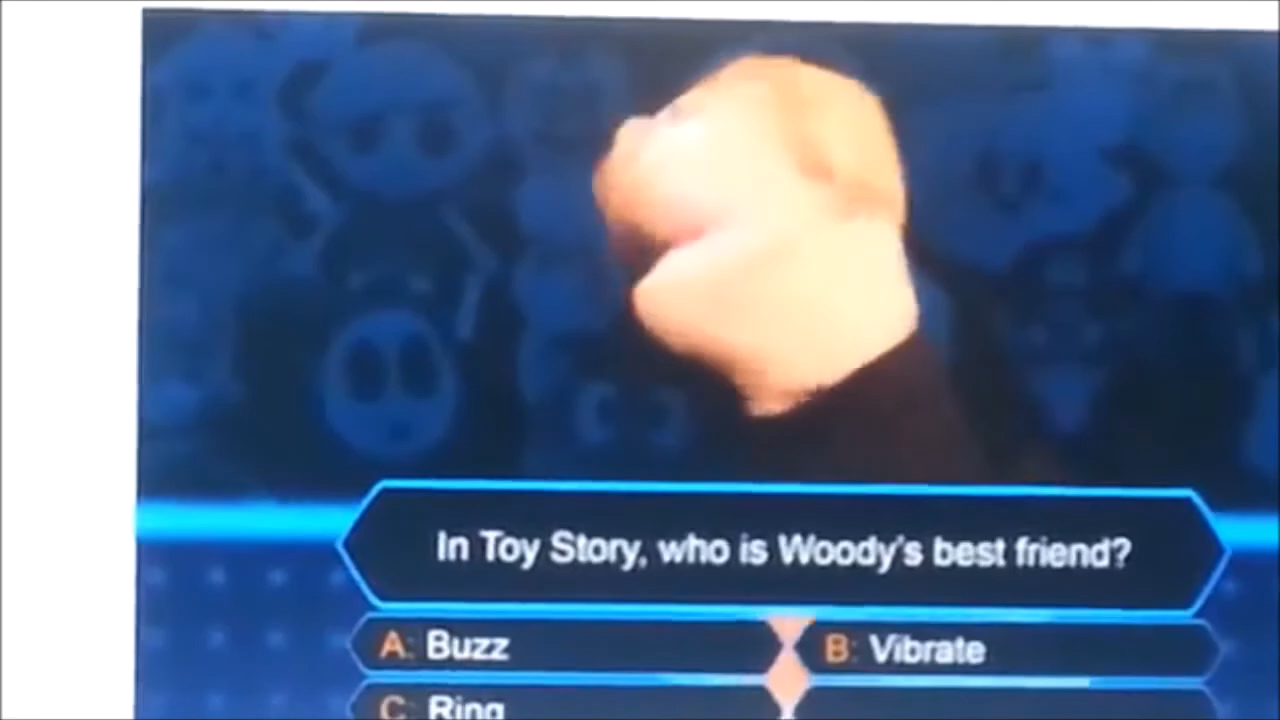 In Toy Story, who is Woody's best friend?
A: Buzz
B: Vibrate
C: Ring